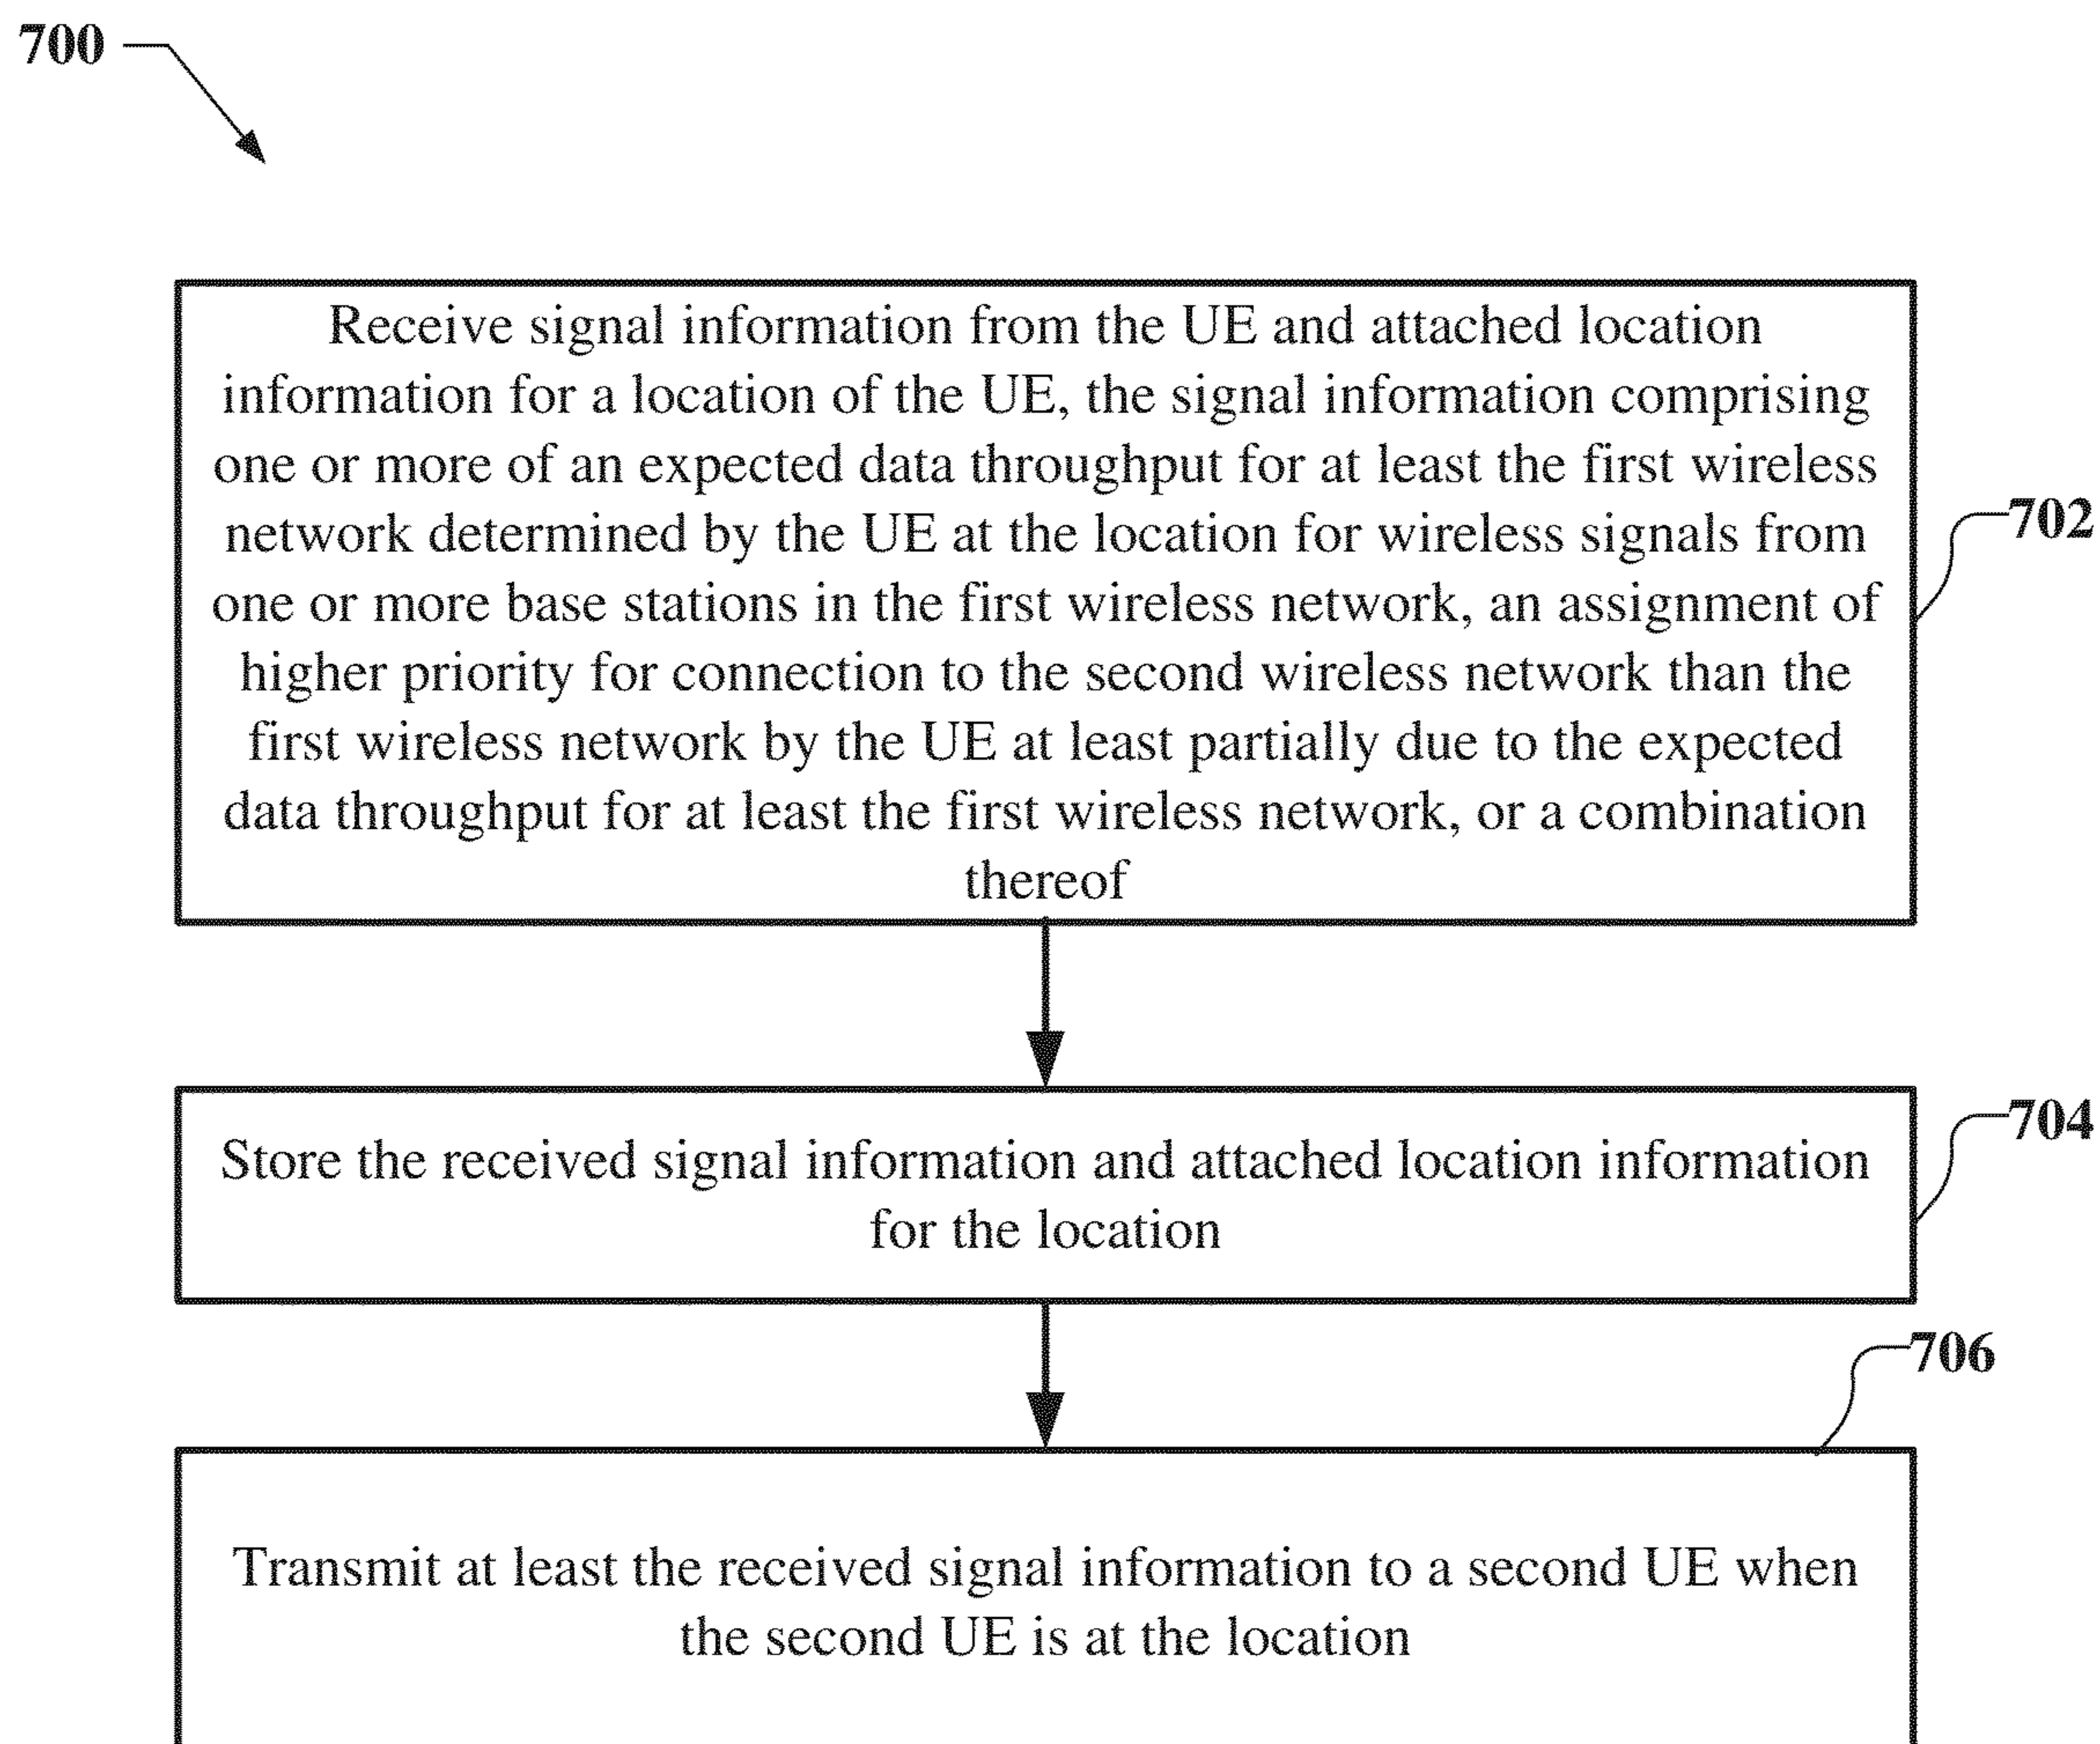 700
Receive signal information from the UE and attached location
information for a location of the UE, the signal information comprising
one or more of an expected data throughput for at least the first wireless
network determined by the UE at the location for wireless signals from
one or more base stations in the first wireless network, an assignment of
higher priority for connection to the second wireless network than the
first wireless network by the UE at least partially due to the expected
data throughput for at least the first wireless network, or a combination
thereof
702
Store the received signal information and attached location information
for the location
704
706
Transmit at least the received signal information to a second UE when
the second UE is at the location